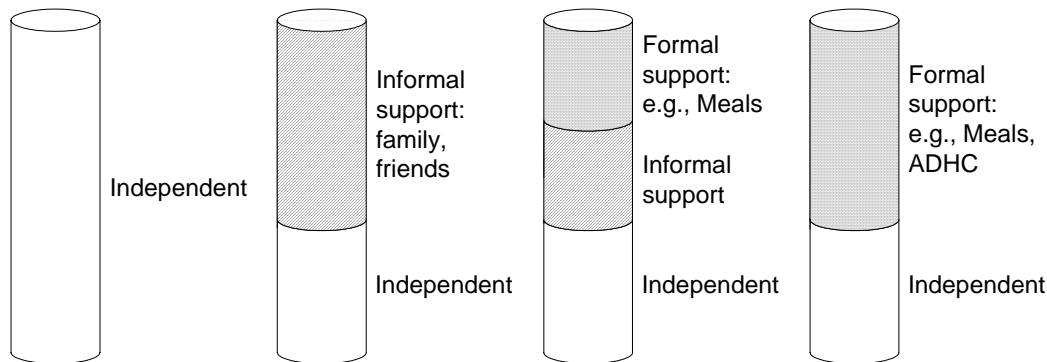 Independent
Informal
support:
family,
friends
Independent
Formal
support:
e.g., Meals
Informal
support
Independent
Formal
support:
e.g., Meals,
ADHC
Independent